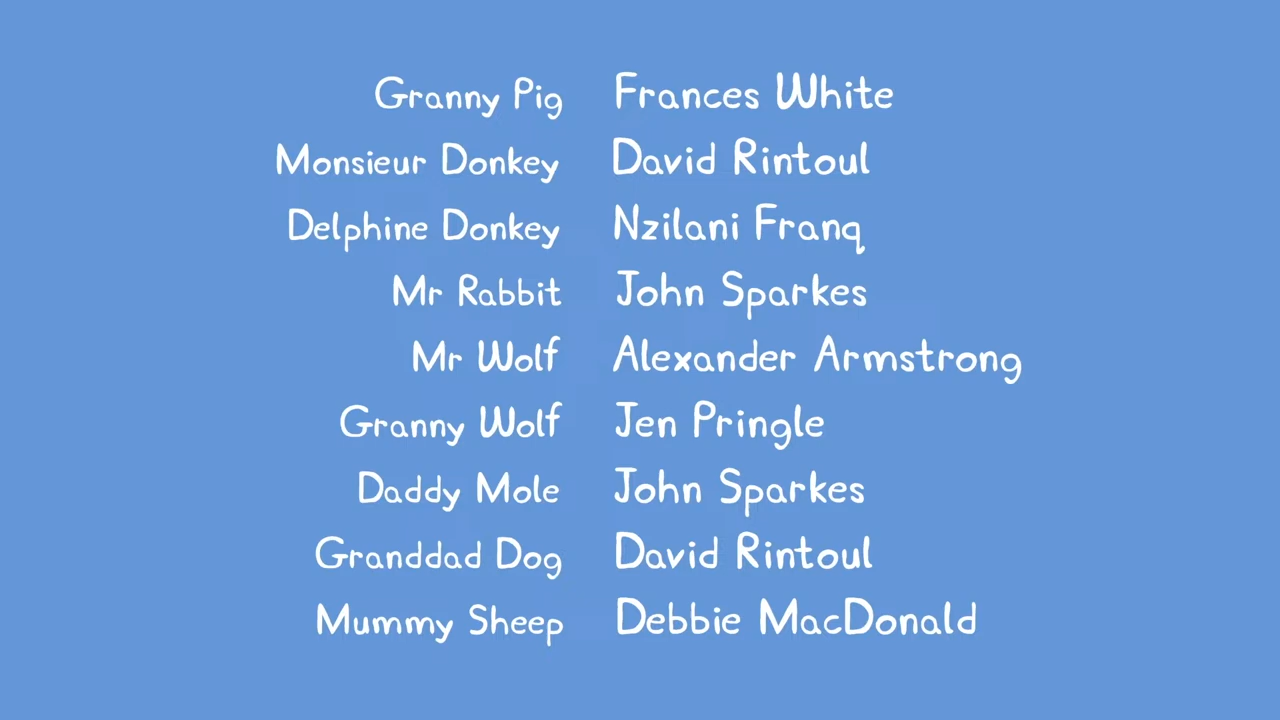 Granny Pig Frances White
Monsieur Donkey David Rintoul
Delphine Donkey Nzilani Franq
Mr Rabbit John Sparkes
Mr Wolf Alexander Armstrong
Granny Wolf Jen Pringle
Daddy Mole John Sparkes
Granddad Dog David Rintoul
Mummy Sheep Debbie MacDonald